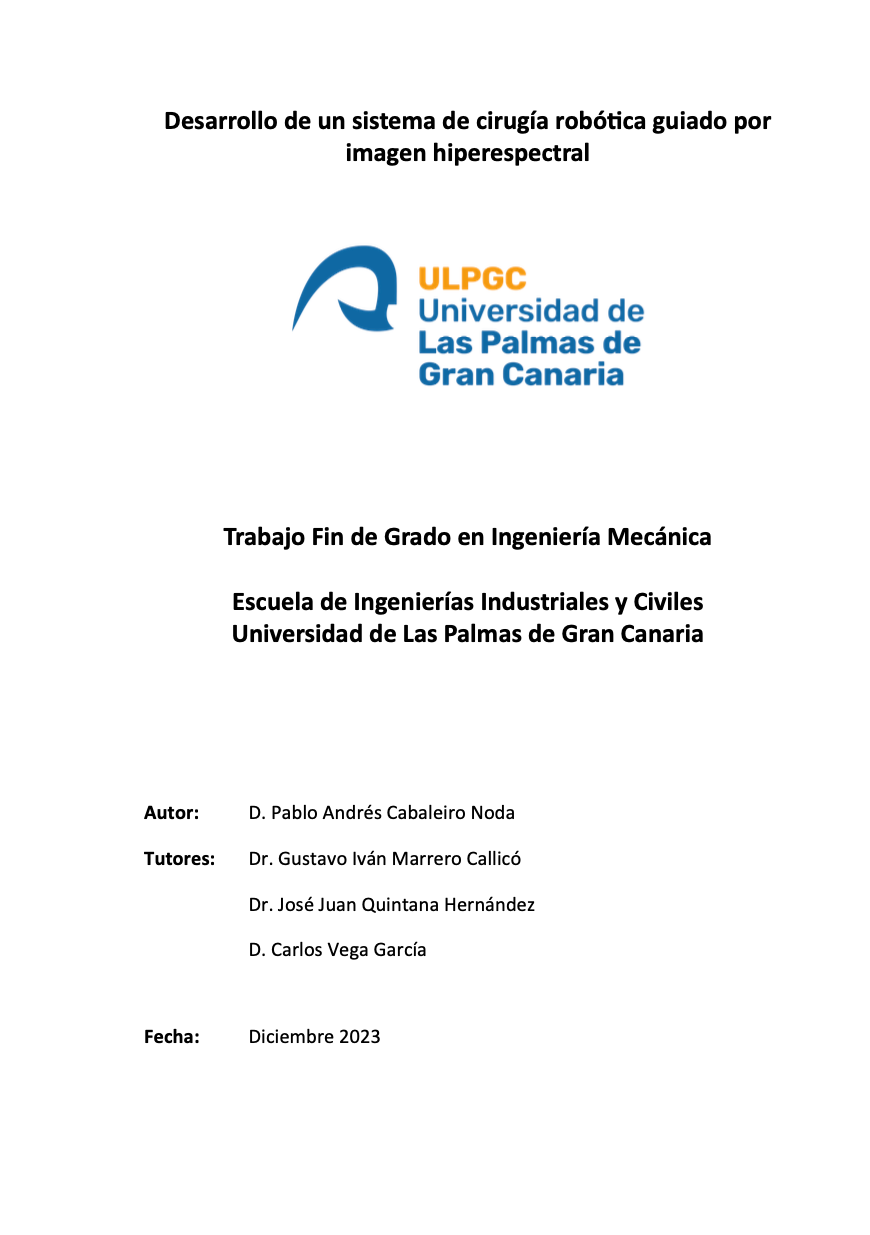 Desarrollo de un sistema de cirugía robótica guiado por
imagen hiperespectral
ULPGC
Universidad de
Las Palmas de
Gran Canaria
Trabajo Fin de Grado en Ingeniería Mecánica
Escuela de Ingenierías Industriales y Civiles
Universidad de Las Palmas de Gran Canaria
Autor: D. Pablo Andrés Cabaleiro Noda
Tutores: Dr. Gustavo Iván Marrero Callicó
Dr. José Juan Quintana Hernández
D. Carlos Vega García
Fecha: Diciembre 2023